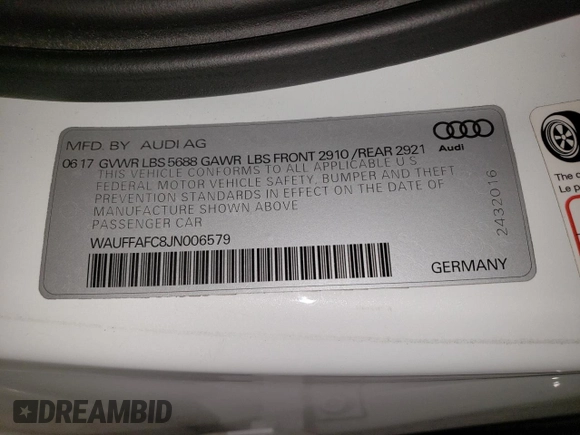 MFD. BY AUDI AG
06 17 GVWR LBS 5688 GAWR LBS FRONT 2910 / REAR 2921
THIS VEHICLE CONFORMS TO ALL APPLICABLE U S
FEDERAL MOTOR VEHICLE SAFETY, BUMPER AND THEFT
PREVENTION STANDARDS IN EFFECT ON THE DATE OF
MANUFACTURE SHOWN ABOVE
PASSENGER CAR
WAUFFAFC8JN006579
Audi
2432016
GERMANY
The
Le
DREAMBID